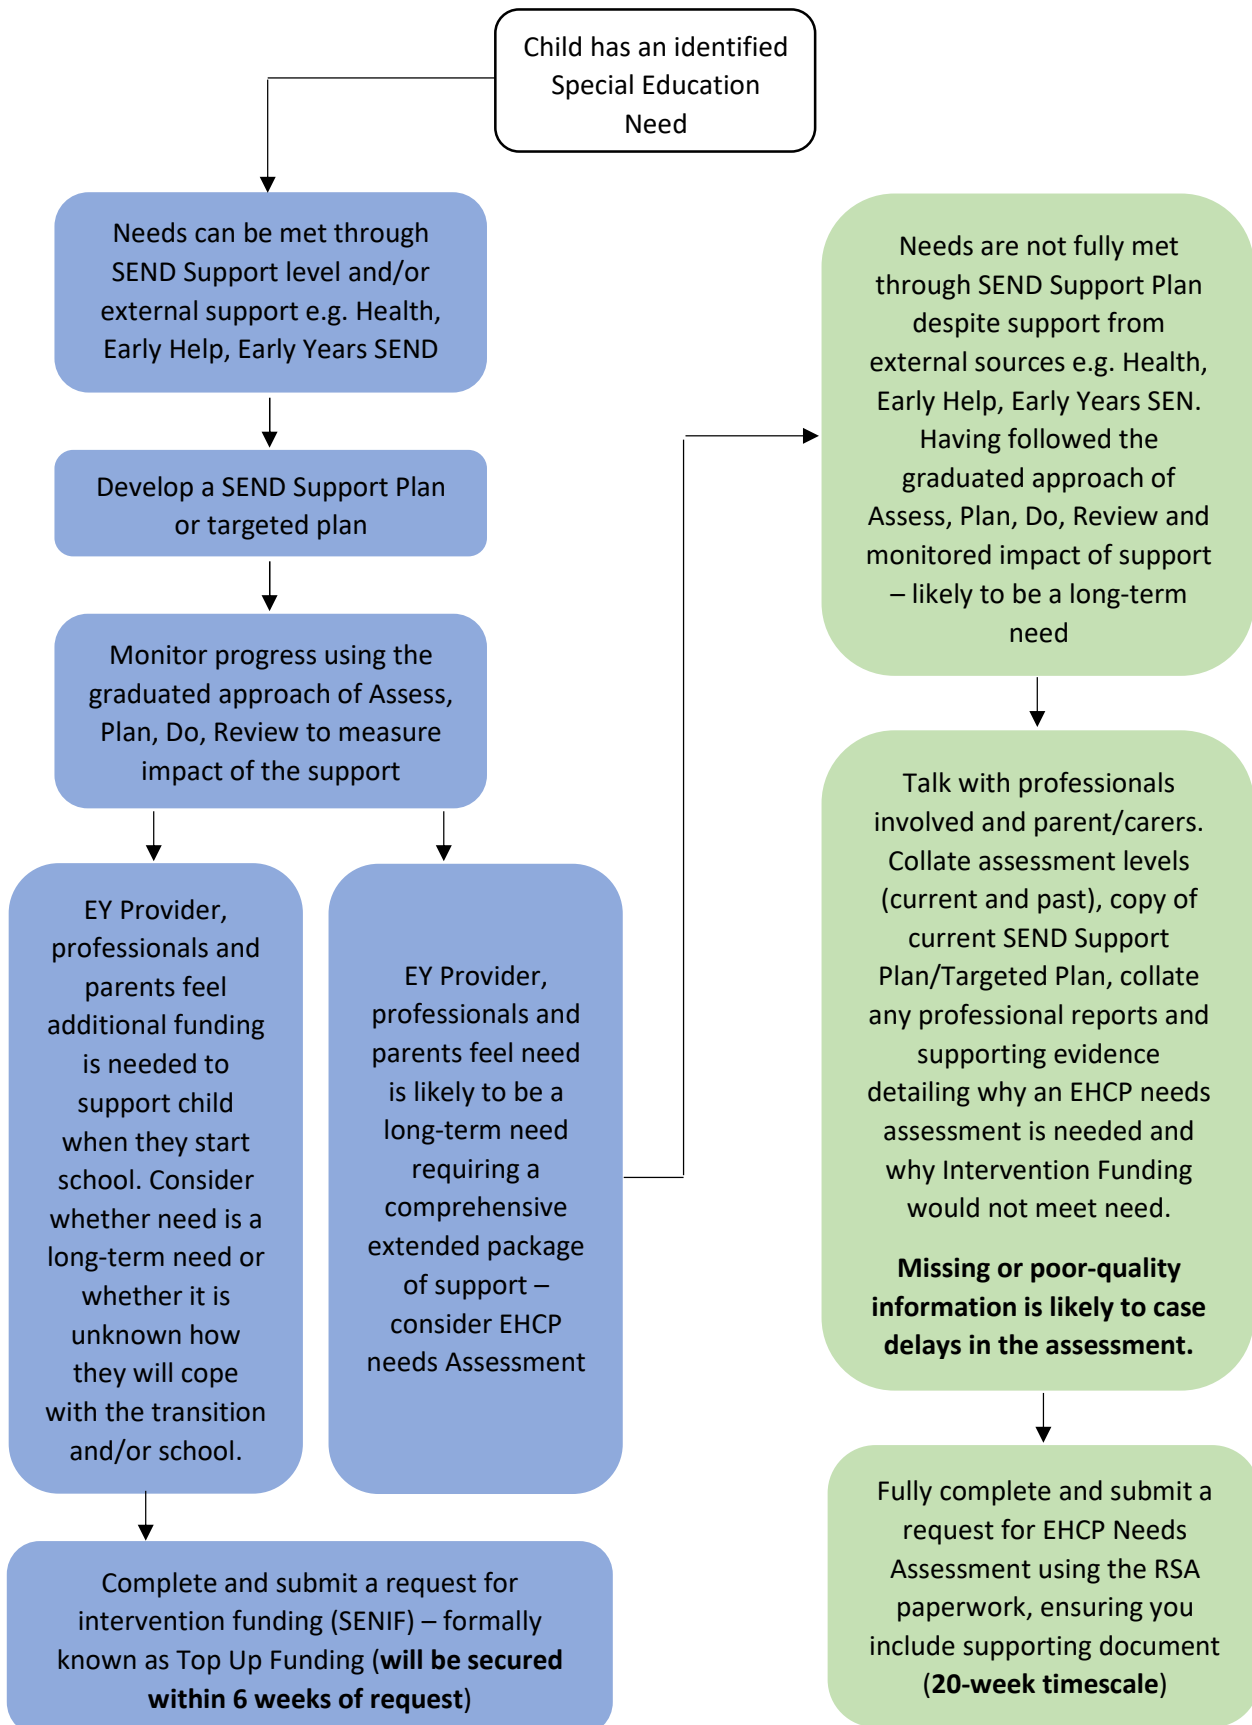 Child has an identified
Special Education
Need
Needs can be met through
SEND Support level and/or
external support e.g. Health,
Early Help, Early Years SEND
Develop a SEND Support Plan
or targeted plan
Monitor progress using the
graduated approach of Assess,
Plan, Do, Review to measure
impact of the support
EY Provider,
professionals and
parents feel
additional funding
is needed to
support child
when they start
school. Consider
whether need is a
long-term need or
whether it is
unknown how
they will cope
with the transition
and/or school.
EY Provider,
professionals and
parents feel need
is likely to be a
long-term need
requiring a
comprehensive
extended package
of support –
consider EHCP
needs Assessment
Complete and submit a request for
intervention funding (SENIF) – formally
known as Top Up Funding (will be secured
within 6 weeks of request)
Needs are not fully met
through SEND Support Plan
despite support from
external sources e.g. Health,
Early Help, Early Years SEN.
Having followed the
graduated approach of
Assess, Plan, Do, Review and
monitored impact of support
– likely to be a long-term
need
Talk with professionals
involved and parent/carers.
Collate assessment levels
(current and past), copy of
current SEND Support
Plan/Targeted Plan, collate
any professional reports and
supporting evidence
detailing why an EHCP needs
assessment is needed and
why Intervention Funding
would not meet need.
Missing or poor-quality
information is likely to case
delays in the assessment.
Fully complete and submit a
request for EHCP Needs
Assessment using the RSA
paperwork, ensuring you
include supporting document
(20-week timescale)